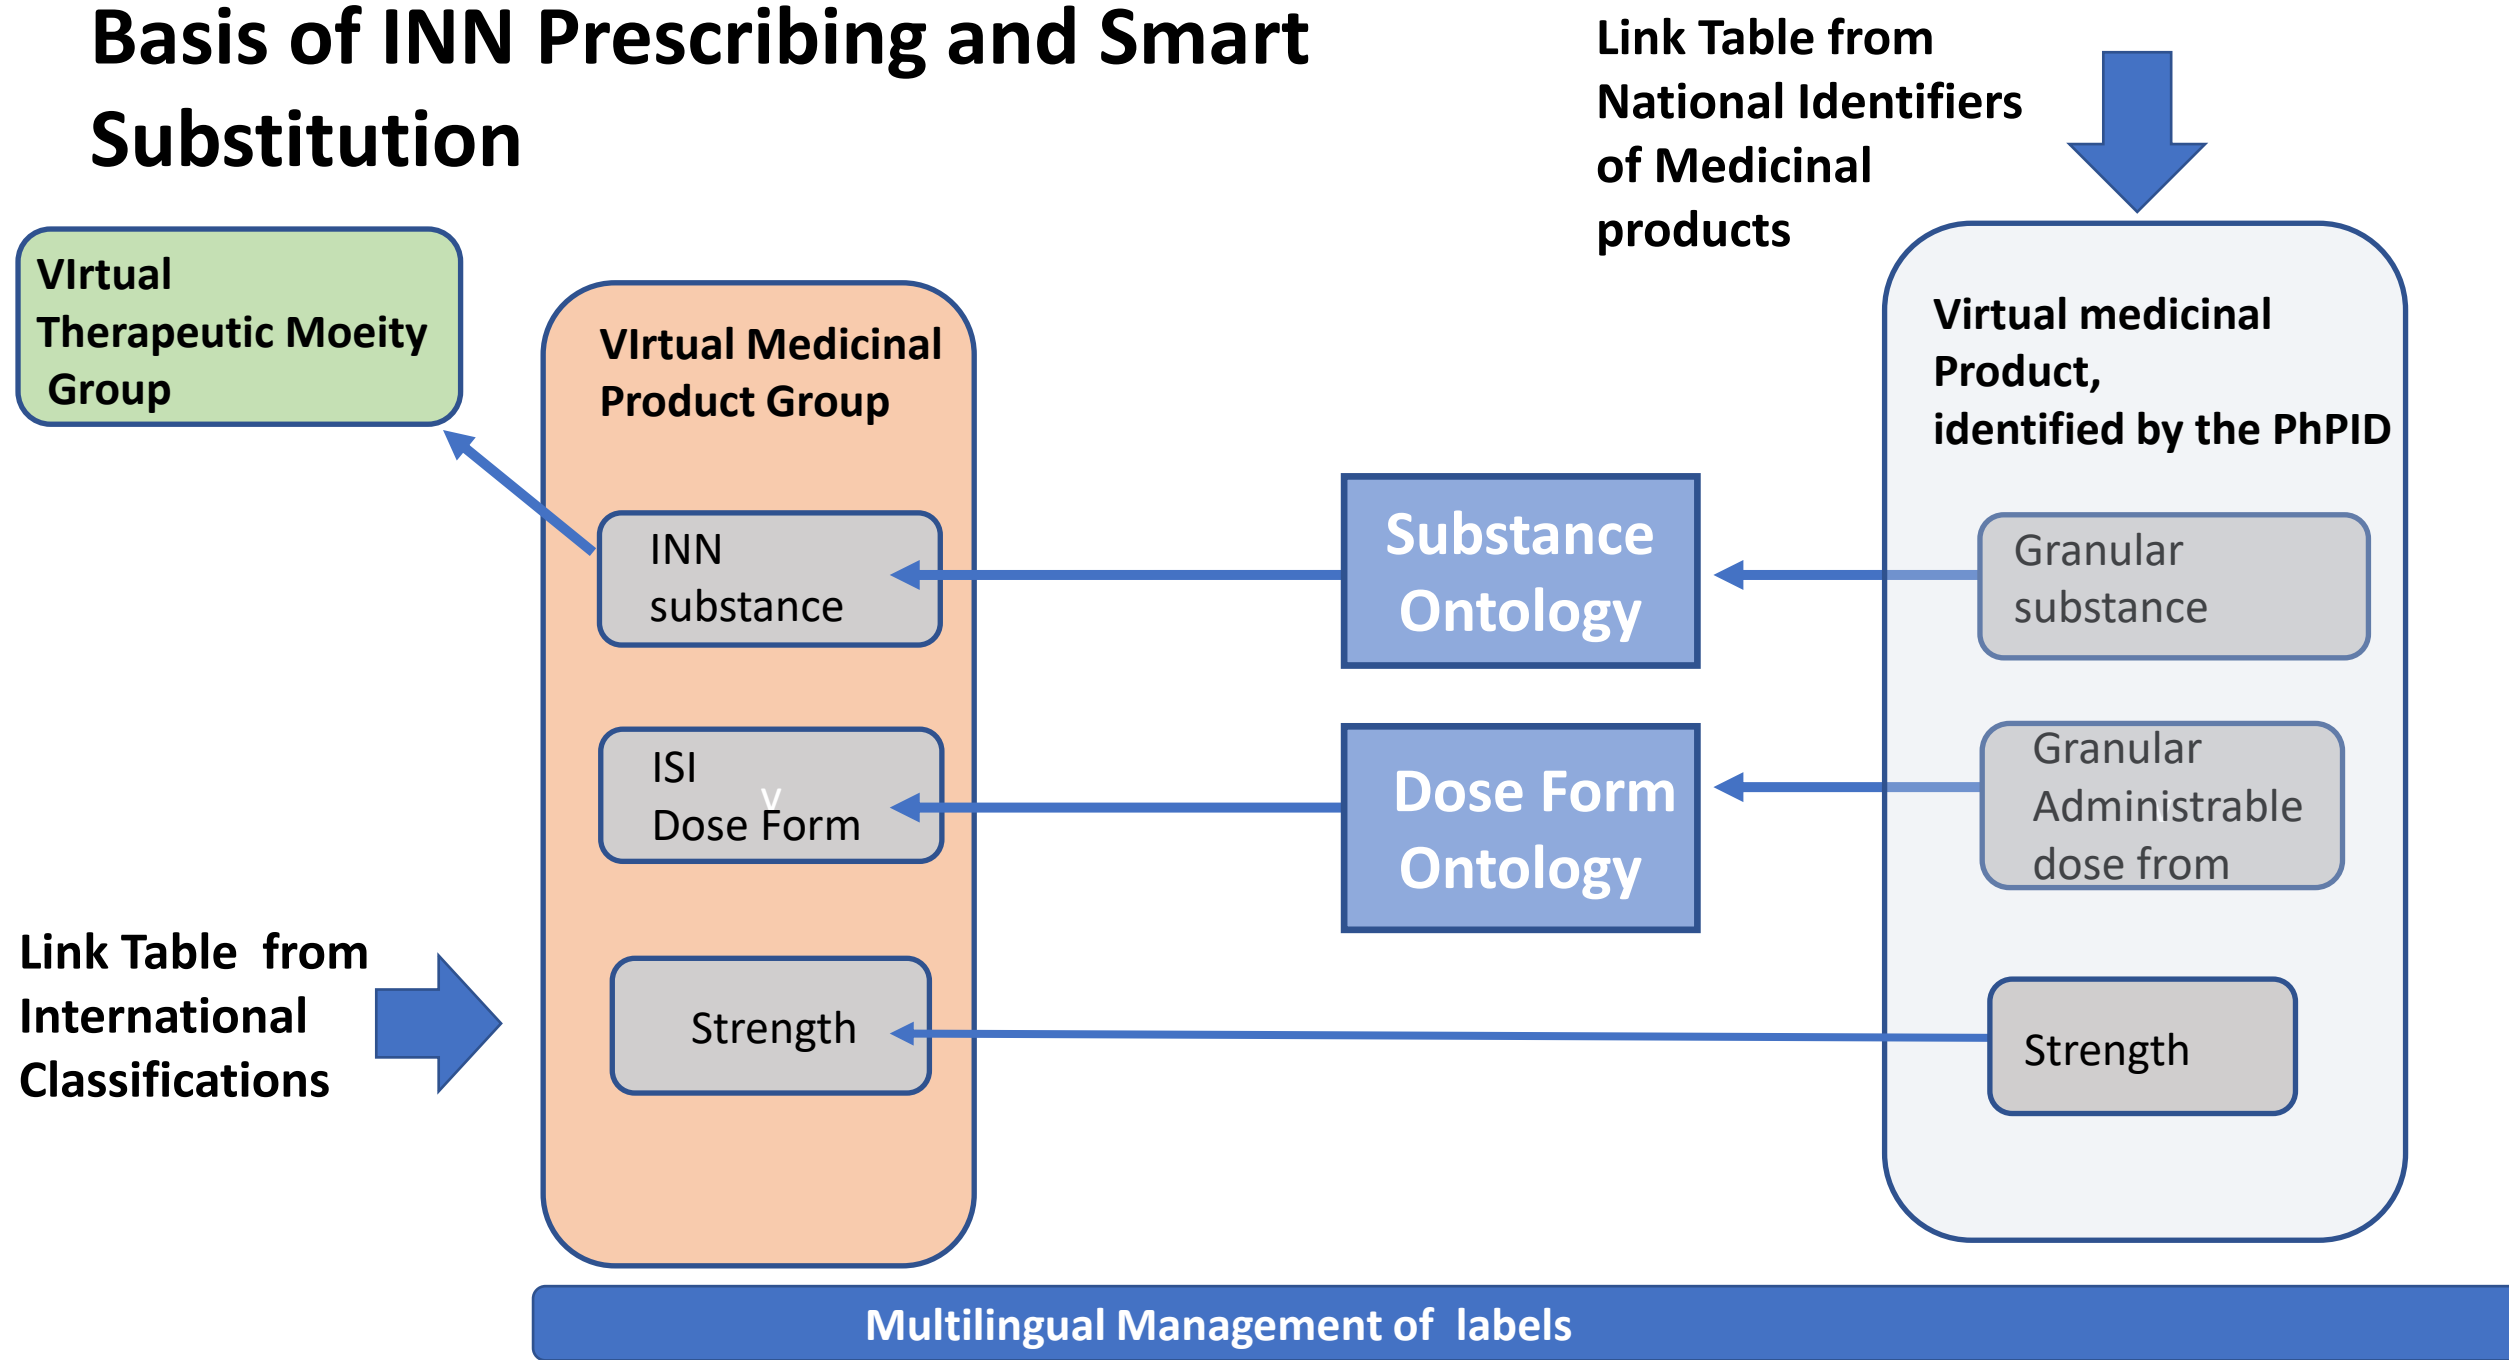 Basis of INN Prescribing and Smart
Substitution
Link Table from
National Identifiers
of Medicinal
products
VIrtual
Therapeutic Moeity
Group
VIrtual Medicinal
Product Group
Virtual medicinal
Product,
identified by the PhPID
INN
substance
Substance
Ontology
Granular
substance
ISI
v
Dose Form
Dose Form
Ontology
Granular
Administrable
dose from
Link Table from
International
Classifications
Strength
Strength
Multilingual Management of labels